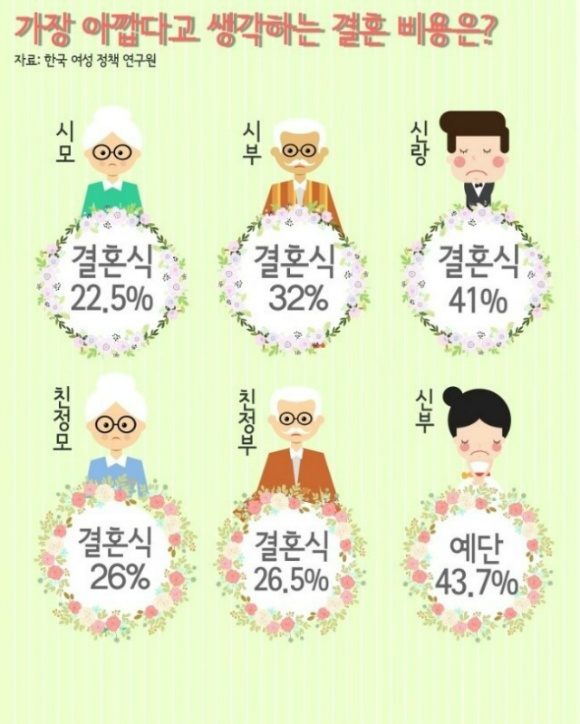 가장 아깝다고 생각하는 결혼 비용은?
자료: 한국 여성 정책 연구원
시모
결혼식
22.5%
시부
결혼식
32%
신랑
결혼식
41%
친정모
결혼식
26%
친정부
결혼식
26.5%
신부
예단
43.7%